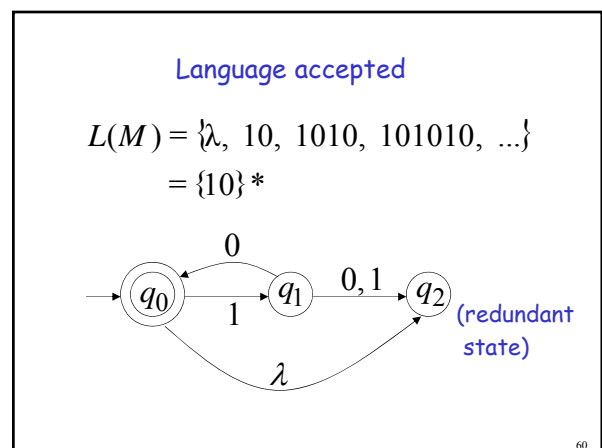 Language accepted
L(M) = {λ, 10, 1010, 101010, ...}
= {10}*
0
q0 q1 0,1 q2
1
(redundant
state)
λ
60